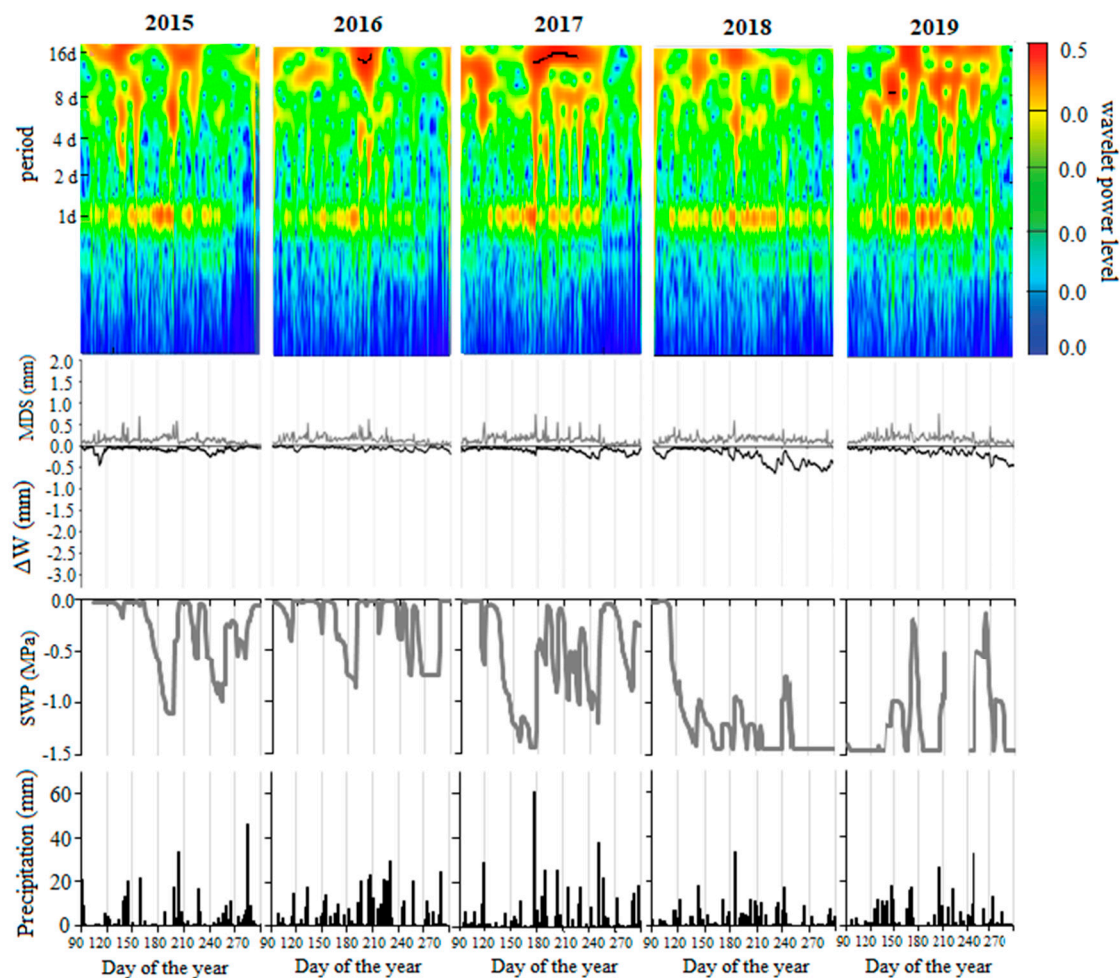 2015 2016 2017 2018 2019
16d
8 d
4 d
2 d
1d
period
0.5
0.0
0.0
0.0
0.0
wavelet power level
2.0
1.5
1.0
0.5
0.0
-0.5
-1.0
-1.5
-2.0
-2.5
-3.0
MDS (mm)
ΔW (mm)
0.0
-0.5
-1.0
-1.5
SWP (MPa)
60
40
20
0
Precipitation (mm)
90 120 150 180 210 240 270 90 120 150 180 210 240 270 90 120 150 180 210 240 270 90 120 150 180 210 240 270 90 120 150 180 210 240 270
Day of the year Day of the year Day of the year Day of the year Day of the year